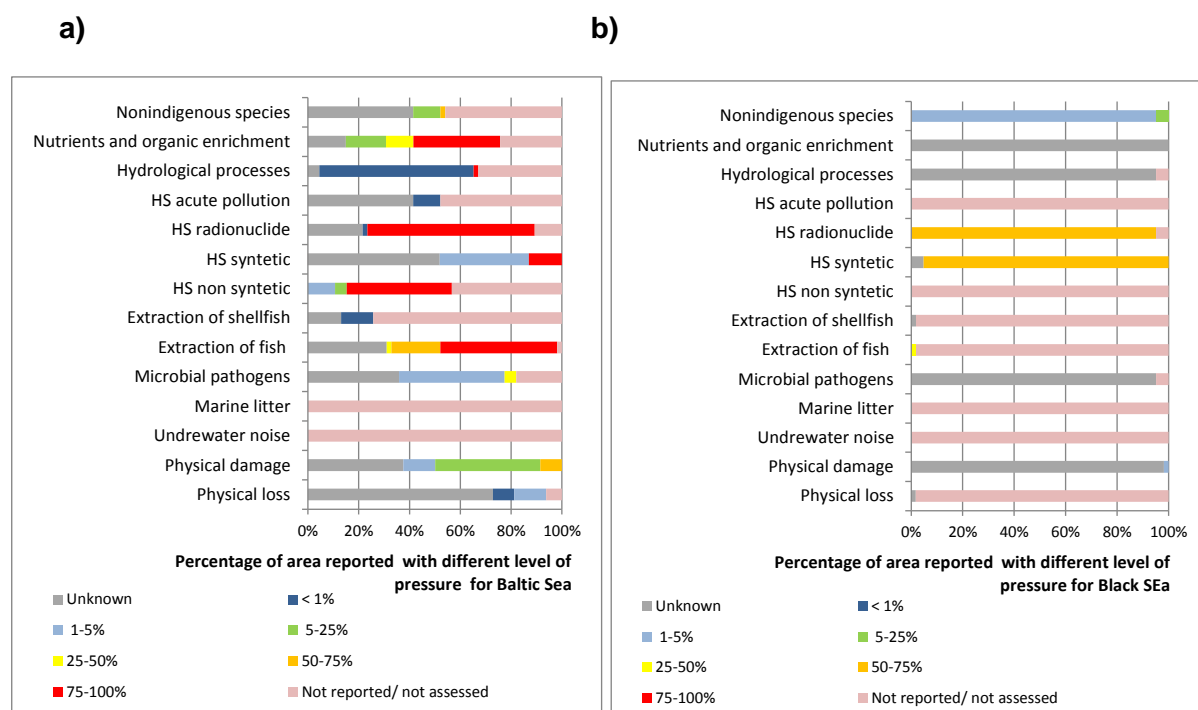 a)
Nonindigenous species
Nutrients and organic enrichment
Hydrological processes
HS acute pollution
HS radionuclide
HS syntetic
HS non syntetic
Extraction of shellfish
Extraction of fish
Microbial pathogens
Marine litter
Undrewater noise
Physical damage
Physical loss
0% 20% 40% 60% 80% 100%
Percentage of area reported with different level of
pressure for Baltic Sea
Unknown < 1%
1-5% 5-25%
25-50% 50-75%
75-100% Not reported/ not assessed
b)
Nonindigenous species
Nutrients and organic enrichment
Hydrological processes
HS acute pollution
HS radionuclide
HS syntetic
HS non syntetic
Extraction of shellfish
Extraction of fish
Microbial pathogens
Marine litter
Undrewater noise
Physical damage
Physical loss
0% 20% 40% 60% 80% 100%
Percentage of area reported with different level of
pressure for Black SEa
Unknown < 1%
1-5% 5-25%
25-50% 50-75%
75-100% Not reported/ not assessed